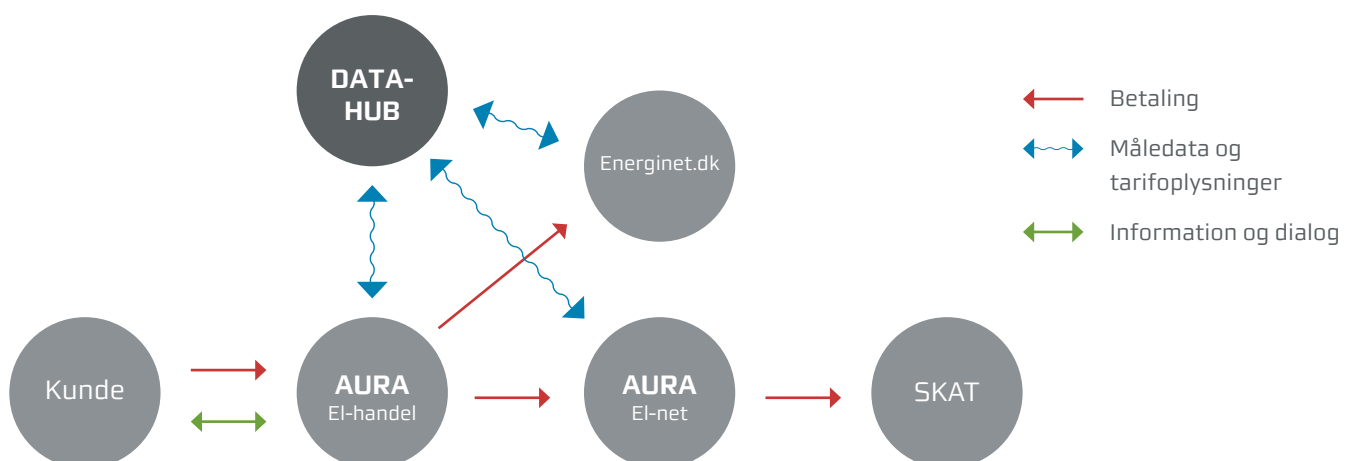 DATA-
HUB
Energinet.dk
Betaling
Måledata og
tarifoplysninger
Information og dialog
Kunde
AURA
El-handel
AURA
El-net
SKAT